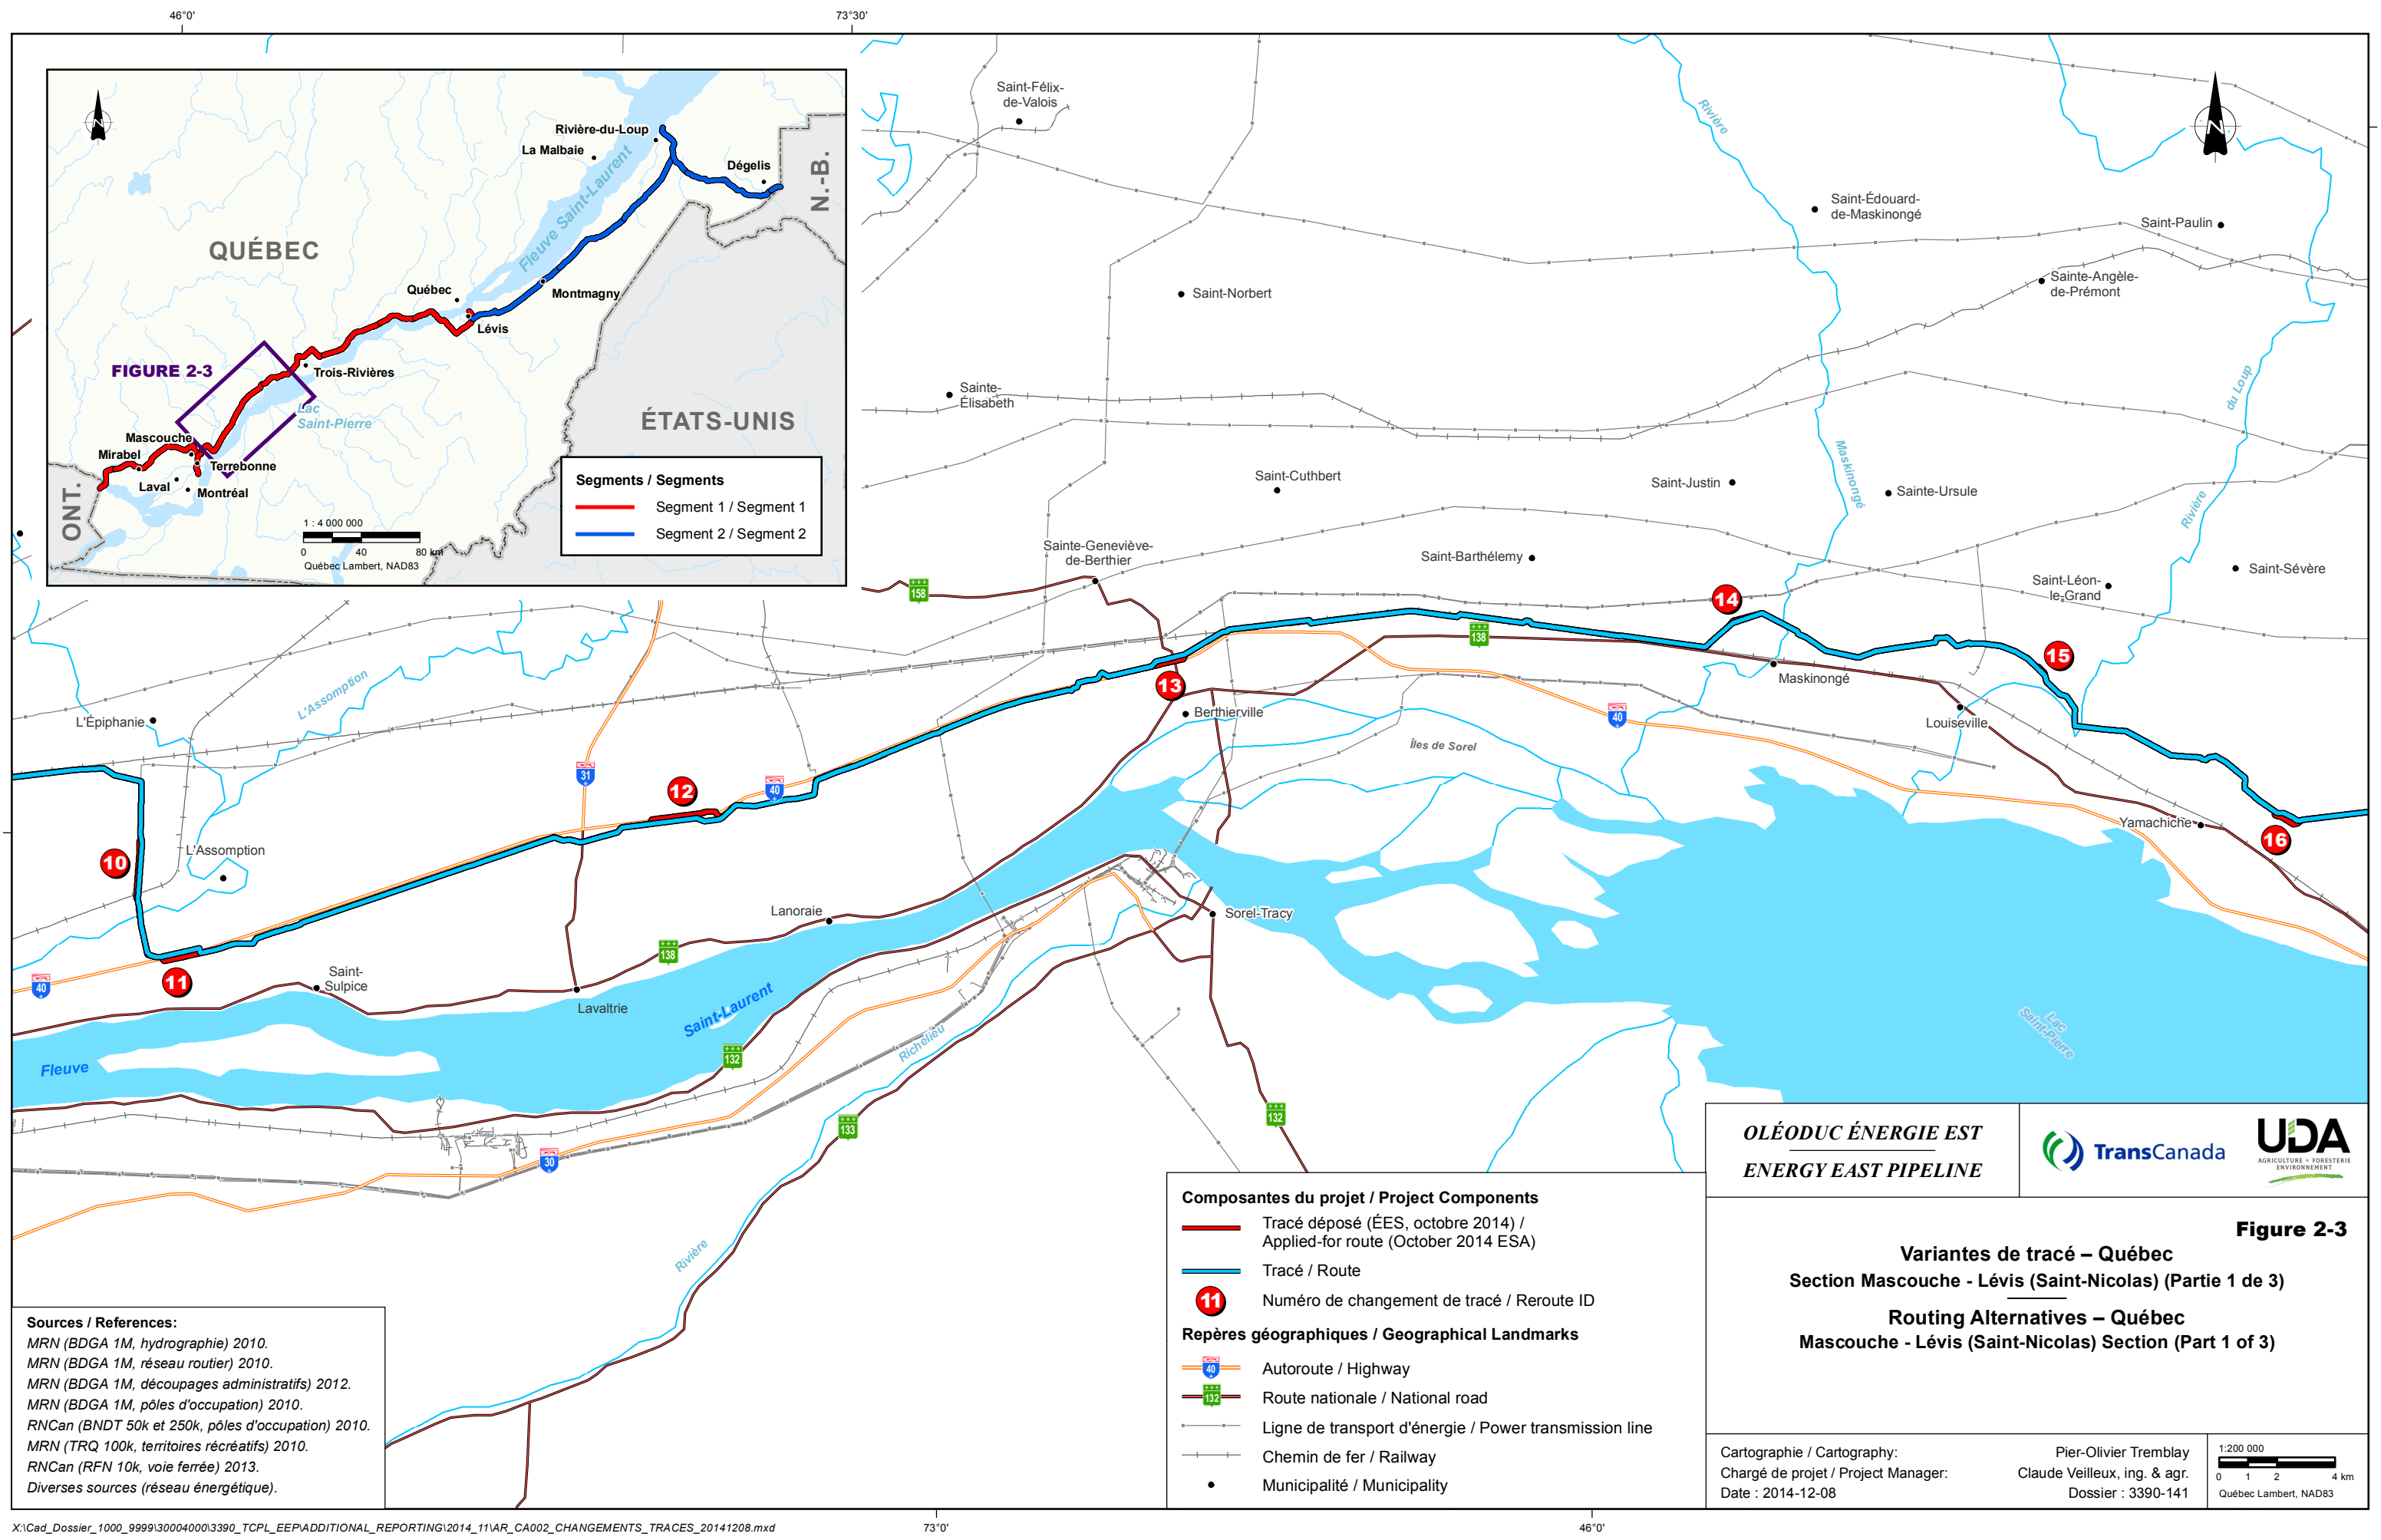 46°0'
73°30'
Saint-Félix-
de-Valois
Rivière
Saint-Édouard-
de-Maskinongé
Saint-Paulin
N
Sainte-Angèle-
de-Prémont
Saint-Norbert
Sainte-
Élisabeth
du Loup
Maskinongé
Rivière
Saint-Cuthbert
Saint-Justin
Sainte-Ursule
Sainte-Geneviève-
de-Berthier
Saint-Barthélemy
Saint-Léon-
le-Grand
Saint-Sévère
N
Rivière-du-Loup
La Malbaie
Dégelis
N.-B.
Fleuve Saint-Laurent
QUÉBEC
Québec
Montmagny
Lévis
FIGURE 2-3
Trois-Rivières
Lac
Saint-Pierre
ÉTATS-UNIS
Mascouche
Mirabel
Terrebonne
Laval
Montréal
ONT.
1 : 4 000 000
0 40 80 km
Québec Lambert, NAD83
Segments / Segments
Segment 1 / Segment 1
Segment 2 / Segment 2
158
14
138
15
13
Maskinongé
Louiseville
40
Berthierville
Îles de Sorel
L'Épiphanie
L'Assomption
31
12
40
Yamachiche
16
10
L'Assomption
Lanoraie
Sorel-Tracy
138
11
40
Saint-
Sulpice
Lavaltrie
Saint-Laurent
Lac
Saint-Pierre
Richelieu
132
Fleuve
133
132
30
Rivière
OLÉODUC ÉNERGIE EST
ENERGY EAST PIPELINE
TransCanada
UDA
AGRICULTURE • FORESTERIE
ENVIRONNEMENT
Figure 2-3
Variantes de tracé – Québec
Section Mascouche - Lévis (Saint-Nicolas) (Partie 1 de 3)
Routing Alternatives – Québec
Mascouche - Lévis (Saint-Nicolas) Section (Part 1 of 3)
Composantes du projet / Project Components
Tracé déposé (ÉES, octobre 2014) /
Applied-for route (October 2014 ESA)
Tracé / Route
11 Numéro de changement de tracé / Reroute ID
Repères géographiques / Geographical Landmarks
40 Autoroute / Highway
132 Route nationale / National road
Ligne de transport d'énergie / Power transmission line
Chemin de fer / Railway
Municipalité / Municipality
Cartographie / Cartography: Pier-Olivier Tremblay
Chargé de projet / Project Manager: Claude Veilleux, ing. & agr.
Date : 2014-12-08 Dossier : 3390-141
1:200 000
0 1 2 4 km
Québec Lambert, NAD83
Sources / References:
MRN (BDGA 1M, hydrographie) 2010.
MRN (BDGA 1M, réseau routier) 2010.
MRN (BDGA 1M, découpages administratifs) 2012.
MRN (BDGA 1M, pôles d'occupation) 2010.
RNCan (BNDT 50k et 250k, pôles d'occupation) 2010.
MRN (TRQ 100k, territoires récréatifs) 2010.
RNCan (RFN 10k, voie ferrée) 2013.
Diverses sources (réseau énergétique).
X:\Cad_Dossier_1000_9999\30004000\3390_TCPL_EEP\ADDITIONAL_REPORTING\2014_11\AR_CA002_CHANGEMENTS_TRACES_20141208.mxd
73°0'
46°0'